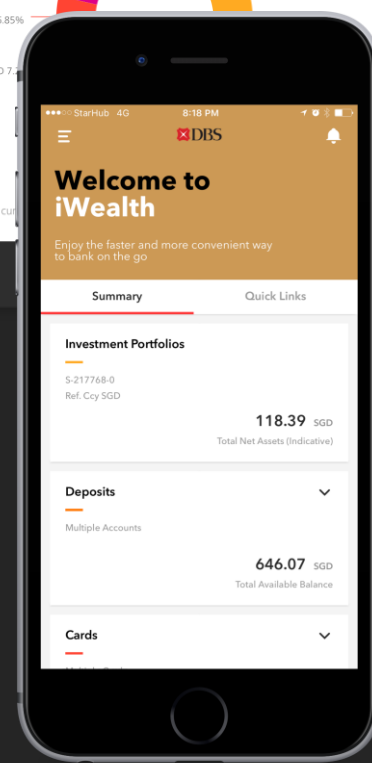 5.85%
StarHub 4G 8:18 PM
DBS
Welcome to
iWealth
Enjoy the faster and more convenient way
to bank on the go
Summary Quick Links
Investment Portfolios
S-217768-0
Ref. Ccy SGD
118.39 SGD
Total Net Assets (Indicative)
Deposits
Multiple Accounts
646.07 SGD
Total Available Balance
Cards